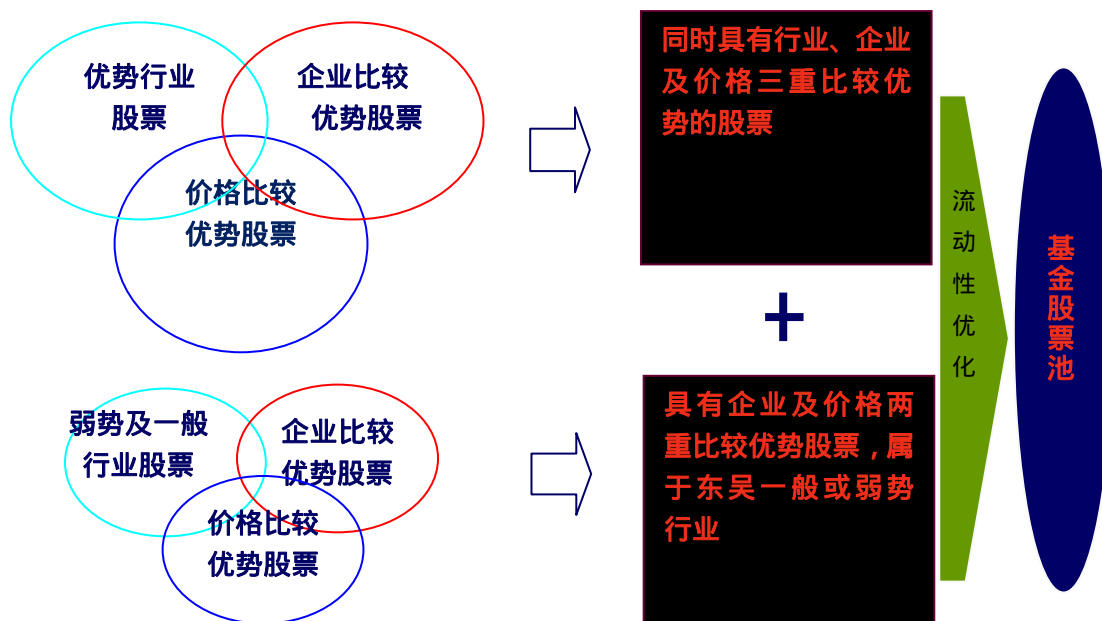 优势行业
股票
企业比较
优势股票
价格比较
优势股票
同时具有行业、企业
及价格三重比较优
势的股票
+
弱势及一般
行业股票
企业比较
优势股票
价格比较
优势股票
具有企业及价格两
重比较优势股票，属
于东吴一般或弱势
行业
流
动
性
优
化
基
金
股
票
池